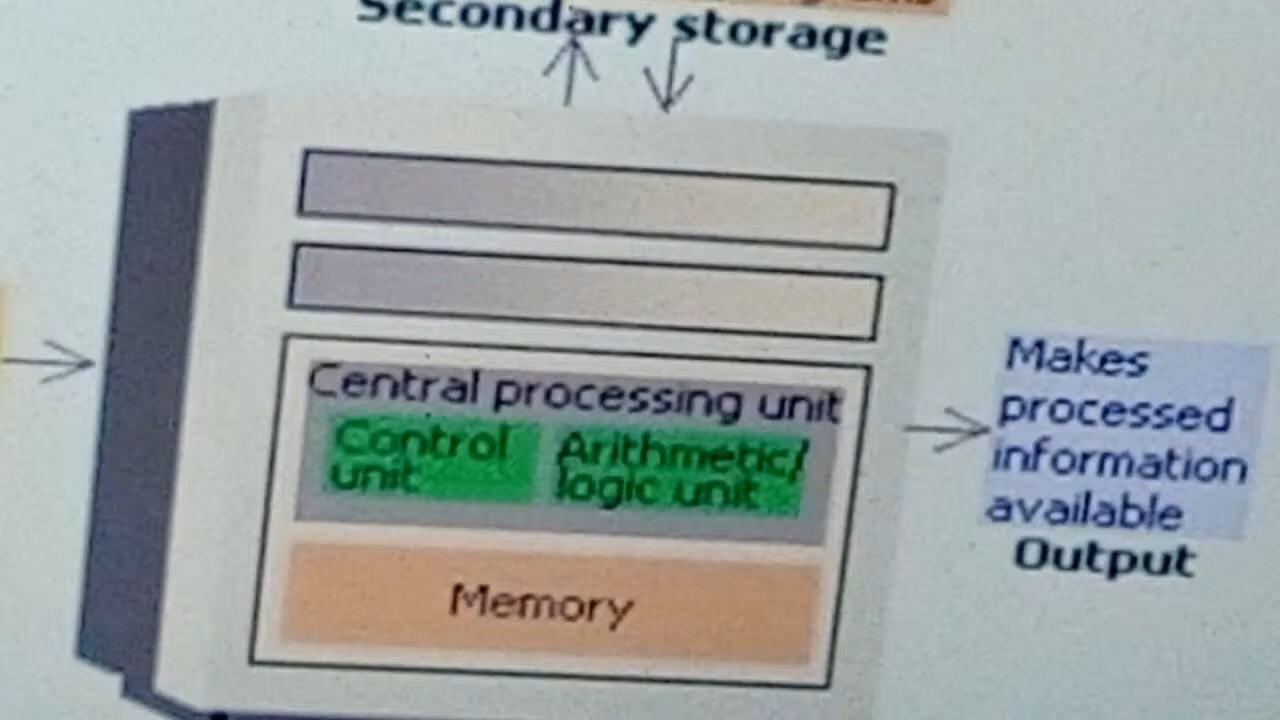 Secondary storage
Central processing unit
Control
unit
Arithmetic/
logic unit
Memory
Makes
processed
information
available
Output